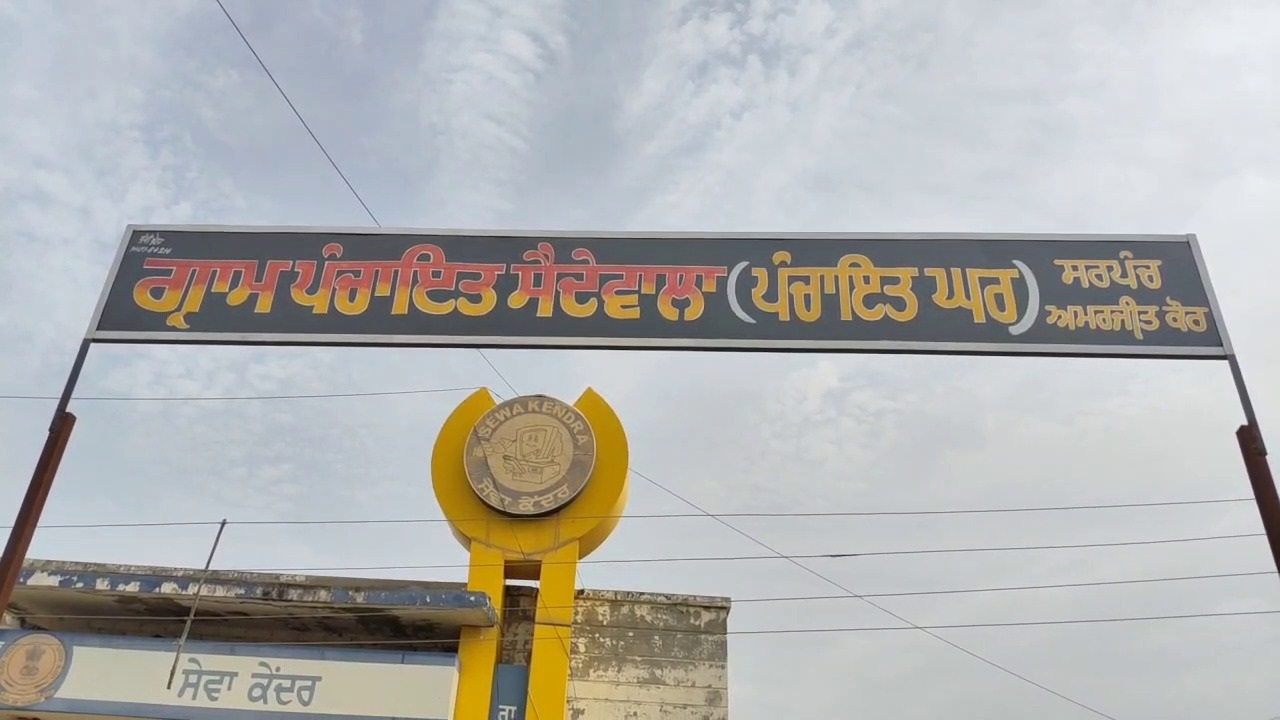 ਗ੍ਰਾਮ ਪੰਚਾਇਤ ਸੈਦੇਵਾਲਾ (ਪੰਚਾਇਤ ਘਰ)
ਸਰਪੰਚ
ਅਮਰਜੀਤ ਕੋਰ
SEWA KENDRA
ਸੇਵਾ ਕੇਂਦਰ
ਸੇਵਾ ਕੇਂਦਰ